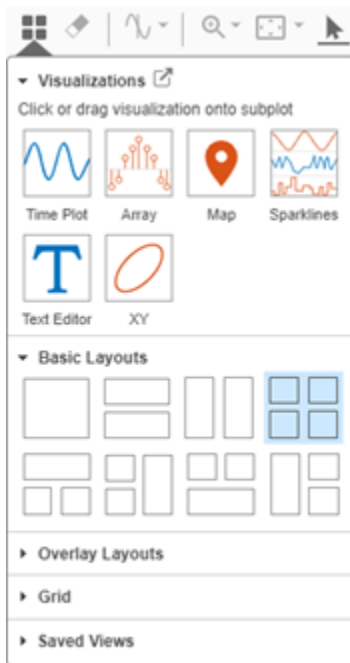 Visualizations
Click or drag visualization onto subplot
Time Plot Array Map Sparklines
T
Text Editor XY
Basic Layouts
Overlay Layouts
Grid
Saved Views